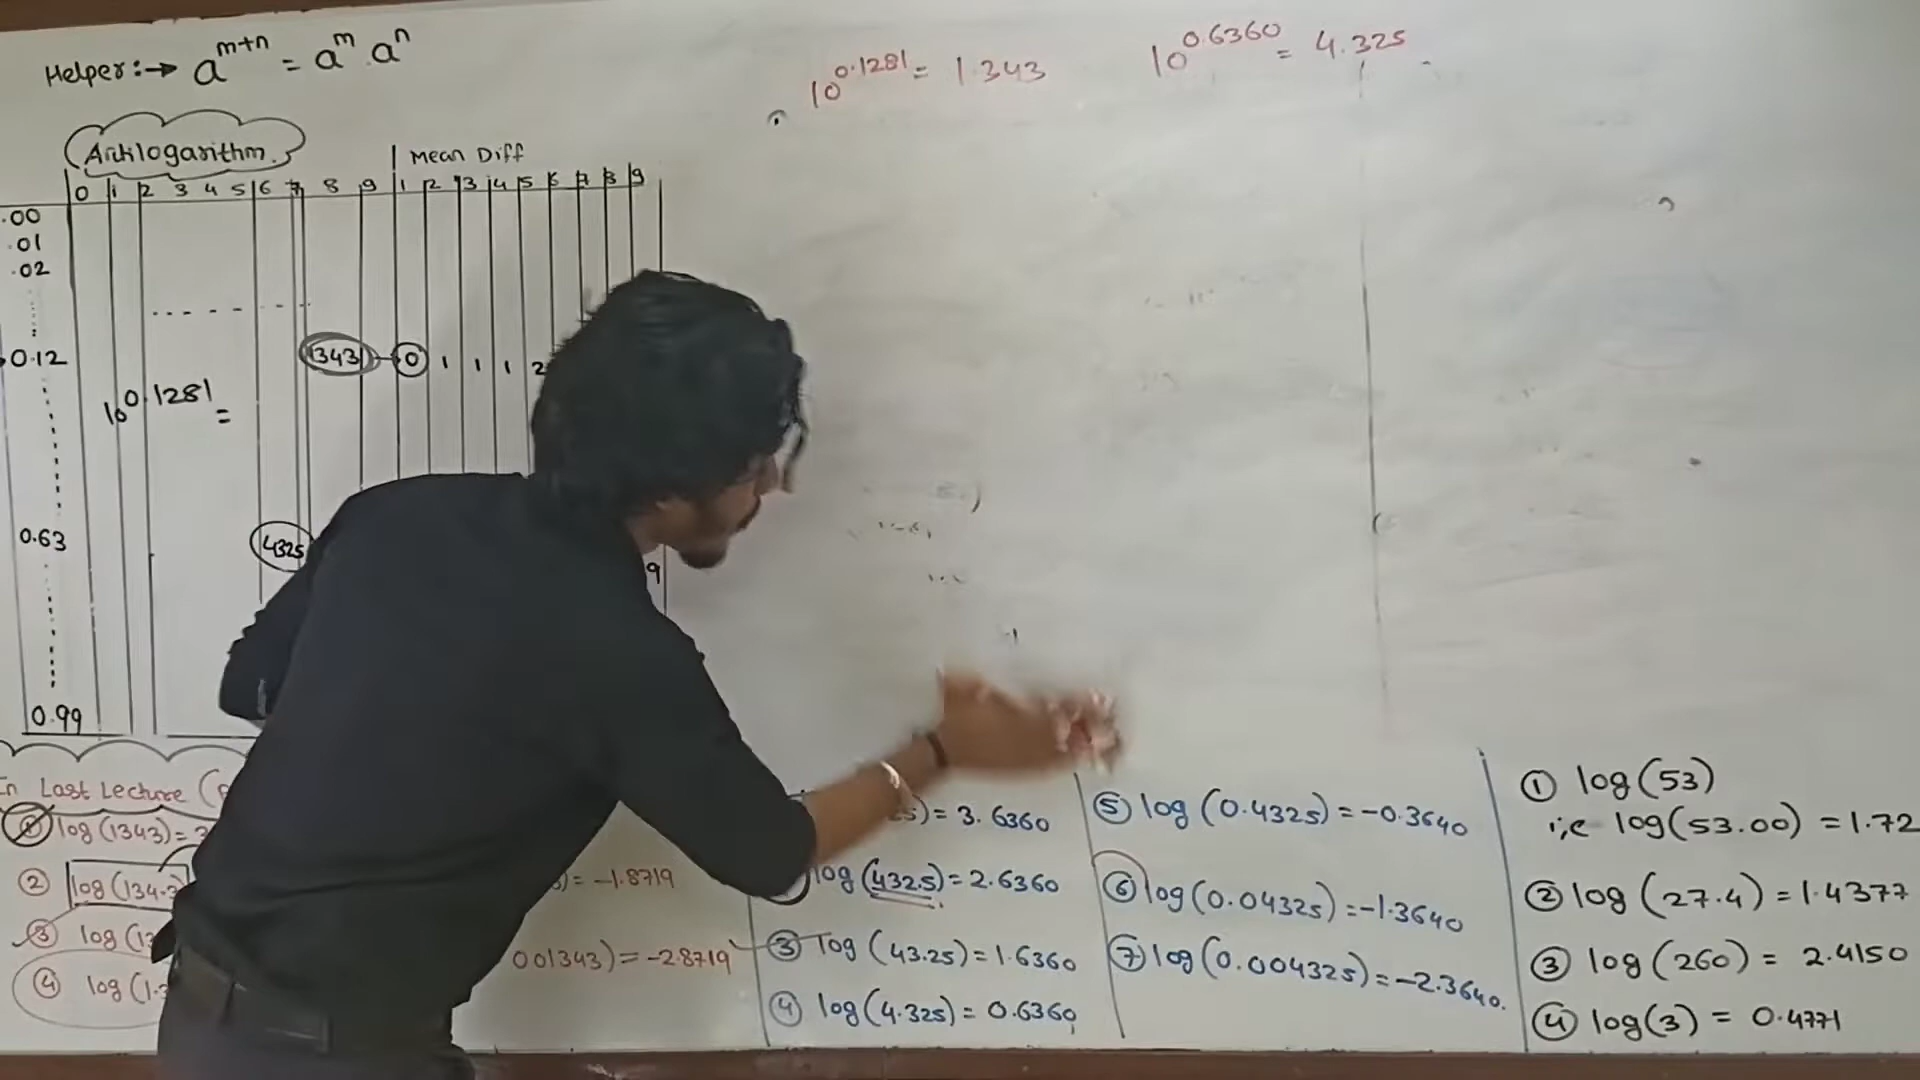 Helper:→ a^{m+n} = a^m . a^n
10^{0.1281} = 1.343
10^{0.6360} = 4.325
Antilogarithm.
Mean Diff
0 1 2 3 4 5 6 7 8 9 1 2 3 4 5 6 7 8 9
.00
.01
.02
0.12 1343 0 1 1 1 2
10^{0.1281} =
0.63 4325 9
0.99
In Last Lecture (
① log(1343)=3
② log(134.3
③ log(13
④ log(1.3
)= -1.8719
001343) = -2.8719
5)= 3.6360
log(432.5)=2.6360
③ log (43.25)=1.6360
④ log(4.325)= 0.6360
⑤ log(0.4325)=-0.3640
⑥ log(0.04325)=-1.3640
⑦ log(0.004325)=-2.3640.
① log(53)
i,e log(53.00) = 1.72
② log (27.4) = 1.4377
③ log(260) = 2.4150
④ log(3) = 0.4771